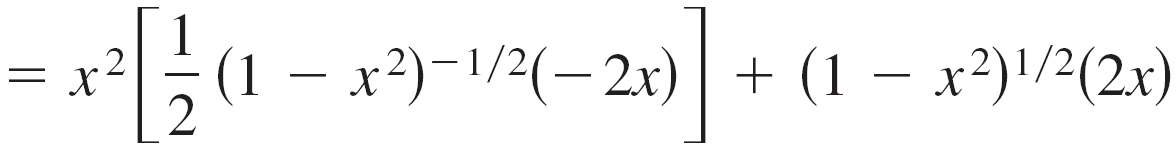 = x²[1/2 (1 − x²)^{−1/2}(−2x)] + (1 − x²)^{1/2}(2x)